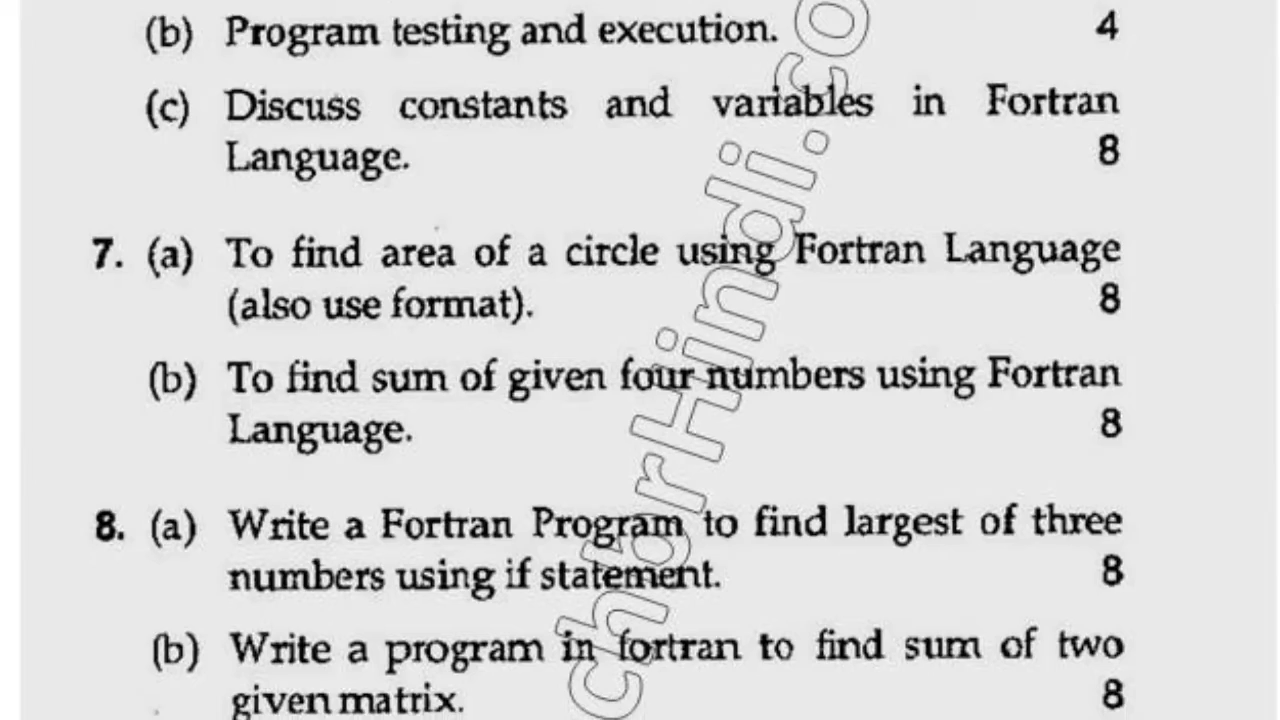 (b) Program testing and execution. 4
(c) Discuss constants and variables in Fortran
Language. 8
7. (a) To find area of a circle using Fortran Language
(also use format). 8
(b) To find sum of given four numbers using Fortran
Language. 8
8. (a) Write a Fortran Program to find largest of three
numbers using if statement. 8
(b) Write a program in fortran to find sum of two
given matrix. 8
chorHindi.co